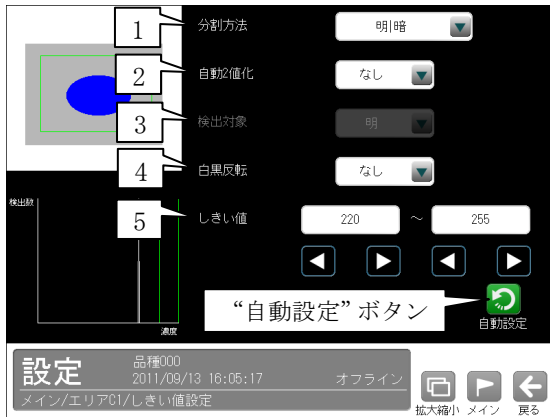 1 分割方法 明|暗
2 自動2値化 なし
3 検出対象 明
4 白黒反転 なし
検出数
5 しきい値 220 ～ 255
“自動設定” ボタン
自動設定
濃度
設定
品種000
2011/09/13 16:05:17 オフライン
メイン/エリアC1/しきい値設定
拡大縮小 メイン 戻る